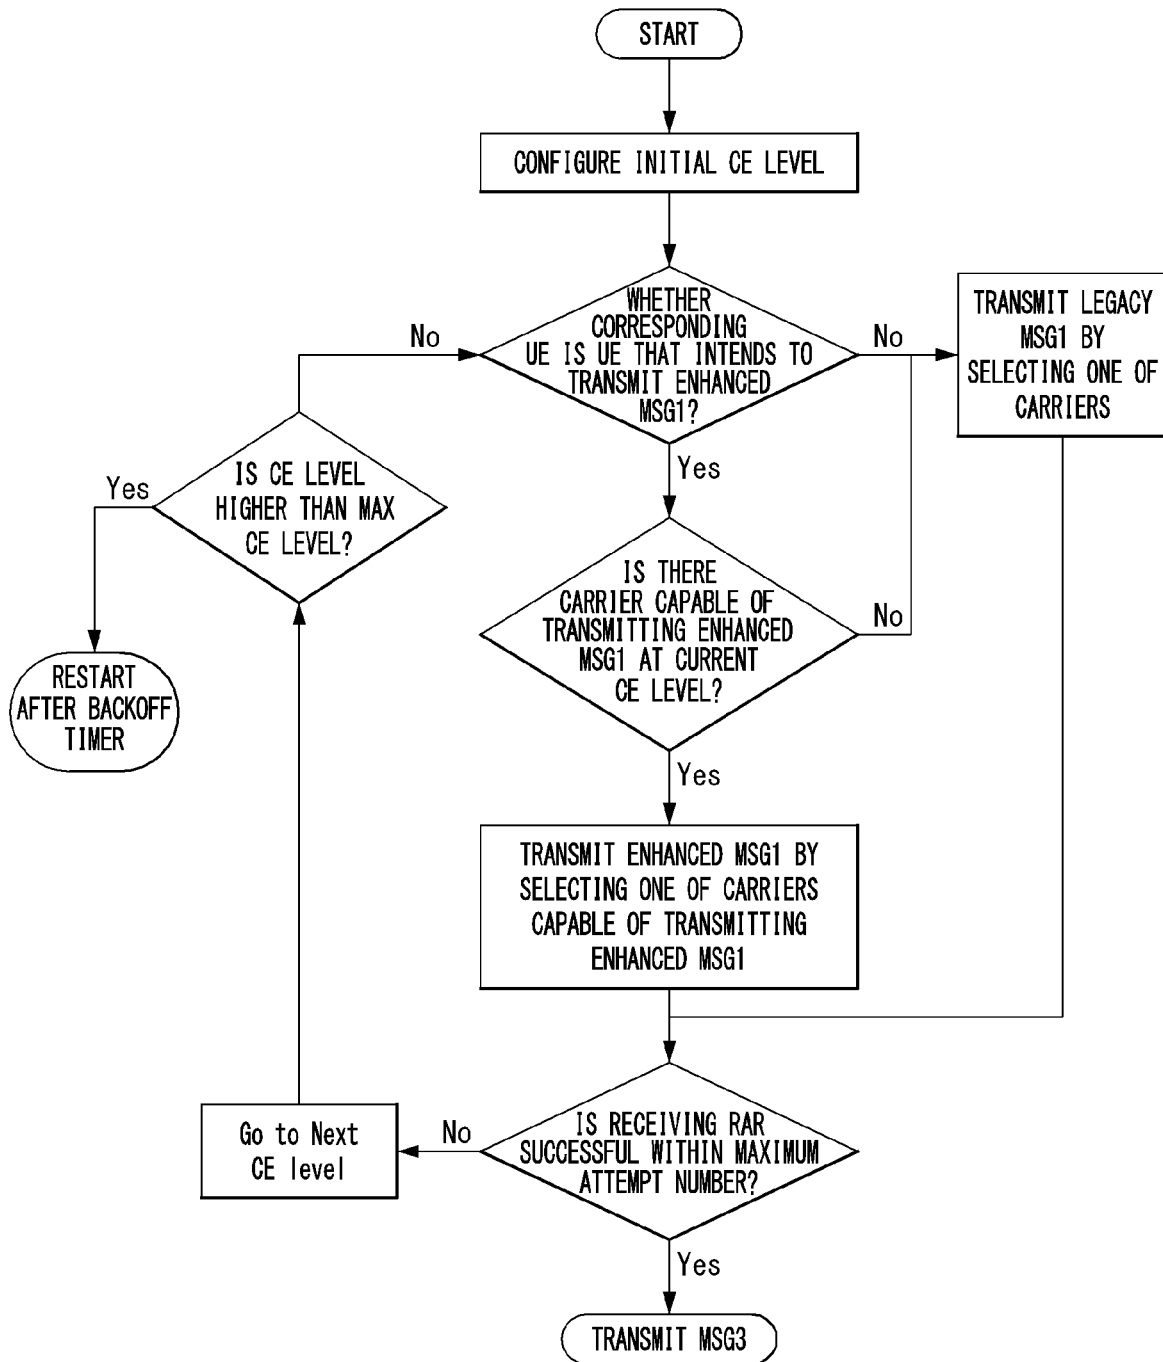 START
CONFIGURE INITIAL CE LEVEL
WHETHER
CORRESPONDING
UE IS UE THAT INTENDS TO
TRANSMIT ENHANCED
MSG1?
No
No
TRANSMIT LEGACY
MSG1 BY
SELECTING ONE OF
CARRIERS
Yes
IS CE LEVEL
HIGHER THAN MAX
CE LEVEL?
Yes
IS THERE
CARRIER CAPABLE OF
TRANSMITTING ENHANCED
MSG1 AT CURRENT
CE LEVEL?
No
RESTART
AFTER BACKOFF
TIMER
Yes
TRANSMIT ENHANCED MSG1 BY
SELECTING ONE OF CARRIERS
CAPABLE OF TRANSMITTING
ENHANCED MSG1
IS RECEIVING RAR
SUCCESSFUL WITHIN MAXIMUM
ATTEMPT NUMBER?
No
Go to Next
CE level
Yes
TRANSMIT MSG3